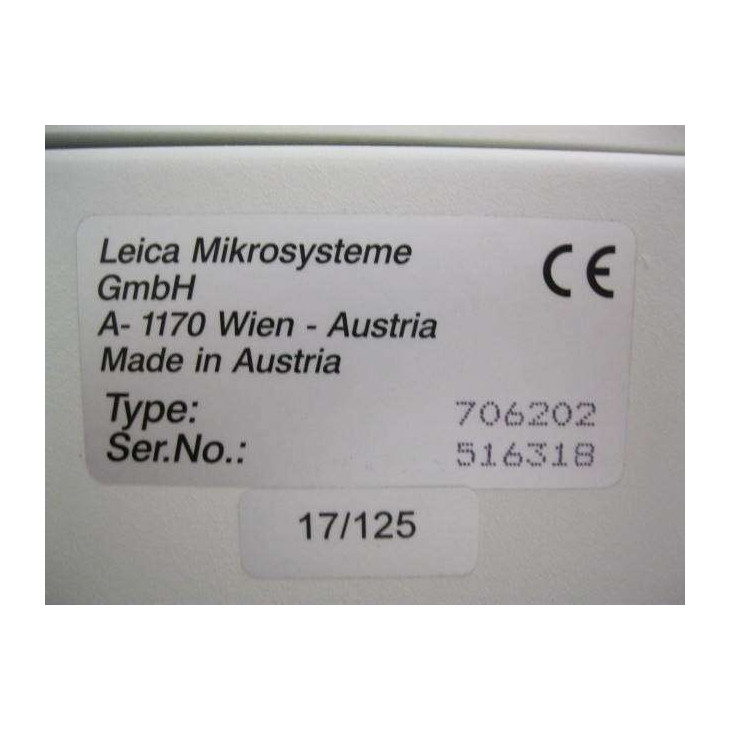 Leica Mikrosysteme CE
GmbH
A- 1170 Wien - Austria
Made in Austria
Type: 706202
Ser.No.: 516318
17/125